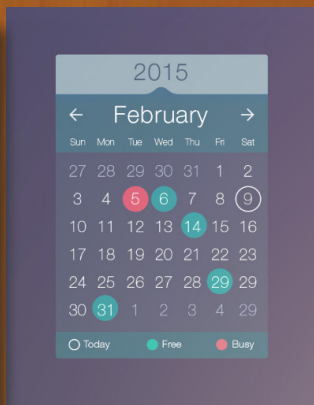 2015
← February →
Sun Mon Tue Wed Thu Fri Sat
27 28 29 30 31 1 2
3 4 5 6 7 8 9
10 11 12 13 14 15 16
17 18 19 20 21 22 23
24 25 26 27 28 29 29
30 31 1 2 3 4 29
Today Free Busy